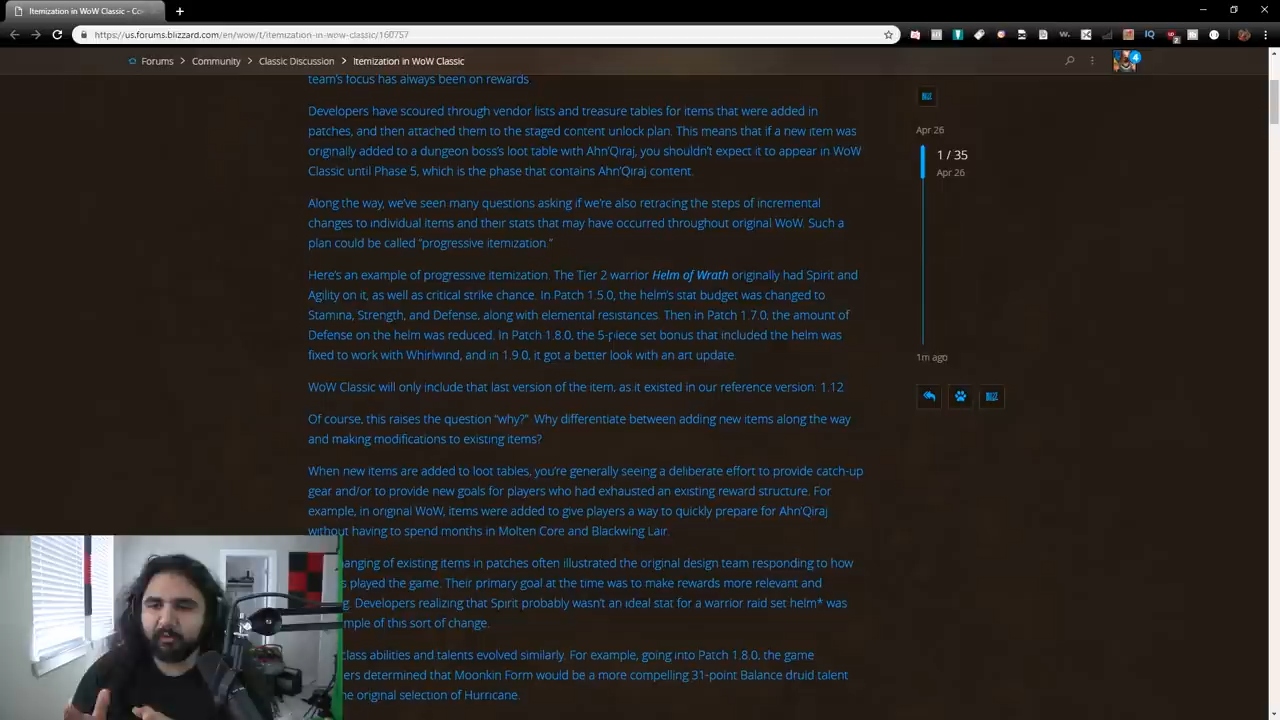 Itemization in WoW Classic - Co
https://us.forums.blizzard.com/en/wow/t/itemization-in-wow-classic/160757
Forums > Community > Classic Discussion > Itemization in WoW Classic
4
team's focus has always been on rewards.
Developers have scoured through vendor lists and treasure tables for items that were added in
patches, and then attached them to the staged content unlock plan. This means that if a new item was
originally added to a dungeon boss's loot table with Ahn'Qiraj, you shouldn't expect it to appear in WoW
Classic until Phase 5, which is the phase that contains Ahn'Qiraj content.
Along the way, we've seen many questions asking if we're also retracing the steps of incremental
changes to individual items and their stats that may have occurred throughout original WoW. Such a
plan could be called "progressive itemization."
Here's an example of progressive itemization. The Tier 2 warrior Helm of Wrath originally had Spirit and
Agility on it, as well as critical strike chance. In Patch 1.5.0, the helm's stat budget was changed to
Stamina, Strength, and Defense, along with elemental resistances. Then in Patch 1.7.0, the amount of
Defense on the helm was reduced. In Patch 1.8.0, the 5-piece set bonus that included the helm was
fixed to work with Whirlwind, and in 1.9.0, it got a better look with an art update.
WoW Classic will only include that last version of the item, as it existed in our reference version: 1.12
Of course, this raises the question "why?". Why differentiate between adding new items along the way
and making modifications to existing items?
When new items are added to loot tables, you're generally seeing a deliberate effort to provide catch-up
gear and/or to provide new goals for players who had exhausted an existing reward structure. For
example, in original WoW, items were added to give players a way to quickly prepare for Ahn'Qiraj
without having to spend months in Molten Core and Blackwing Lair.
anging of existing items in patches often illustrated the original design team responding to how
s played the game. Their primary goal at the time was to make rewards more relevant and
g. Developers realizing that Spirit probably wasn't an ideal stat for a warrior raid set helm* was
mple of this sort of change.
lass abilities and talents evolved similarly. For example, going into Patch 1.8.0, the game
ers determined that Moonkin Form would be a more compelling 31-point Balance druid talent
he original selection of Hurricane.
BLIZZ
Apr 26
1 / 35
Apr 26
1m ago
BLIZZ